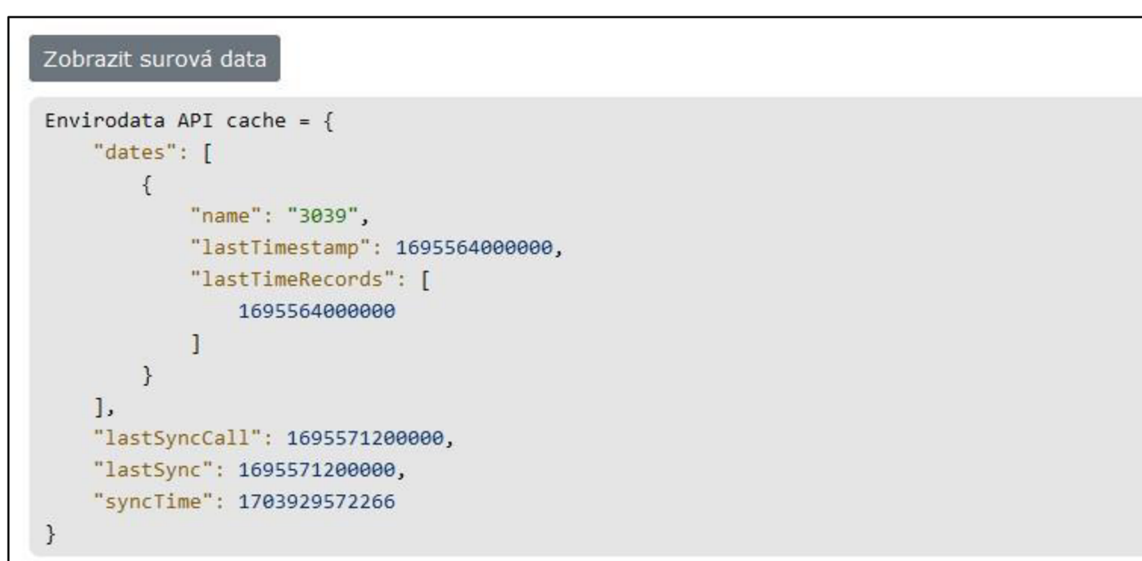 Zobrazit surová data
Envirodata API cache = {
"dates": [
{
"name": "3039",
"lastTimestamp": 1695564000000,
"lastTimeRecords": [
1695564000000
]
}
],
"lastSyncCall": 1695571200000,
"lastSync": 1695571200000,
"syncTime": 1703929572266
}